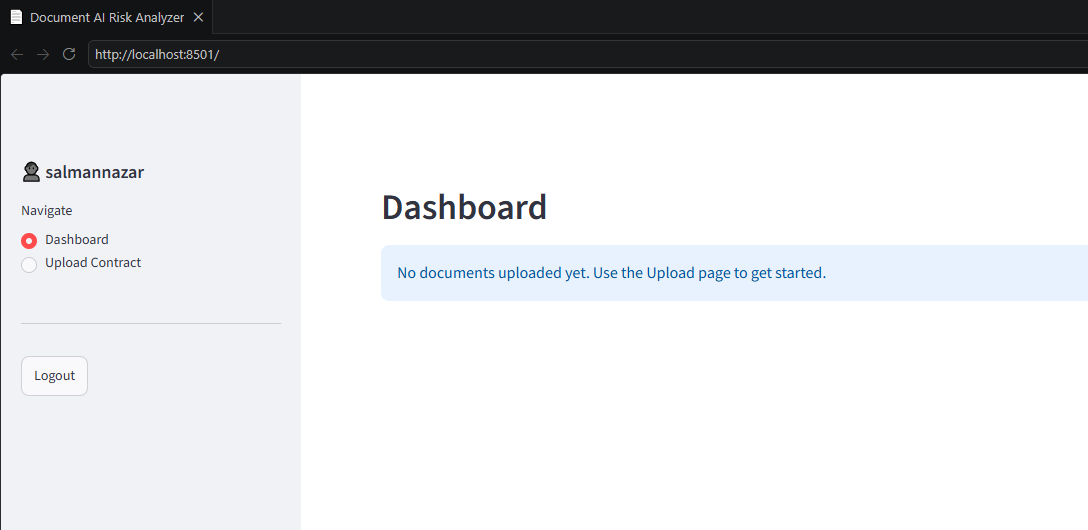 Document AI Risk Analyzer
http://localhost:8501/
salmannazar
Navigate
Dashboard
Upload Contract
Logout
Dashboard
No documents uploaded yet. Use the Upload page to get started.